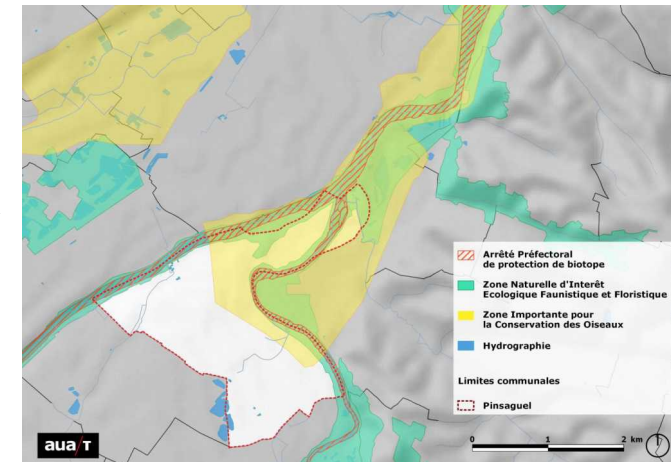 Arrêté Préfectoral
de protection de biotope
Zone Naturelle d'Interêt
Ecologique Faunistique et Floristique
Zone Importante pour
la Conservation des Oiseaux
Hydrographie
Limites communales
Pinsaguel
aua/T
0 1 2 km